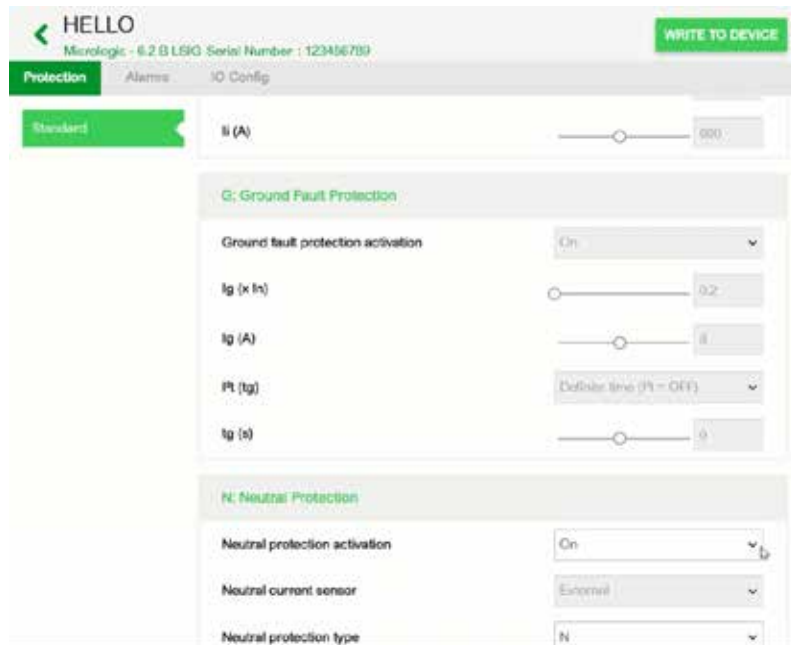 HELLO
Micrologic - 6.2 B LSIG Serial Number : 123456789
WRITE TO DEVICE
Protection Alarms IO Config
Standard
Ii (A) 600
G: Ground Fault Protection
Ground fault protection activation On
Ig (x In) 0.2
Ig (A)
I²t (tg) Definite time (I²t = OFF)
tg (s) 0
N: Neutral Protection
Neutral protection activation On
Neutral current sensor External
Neutral protection type N